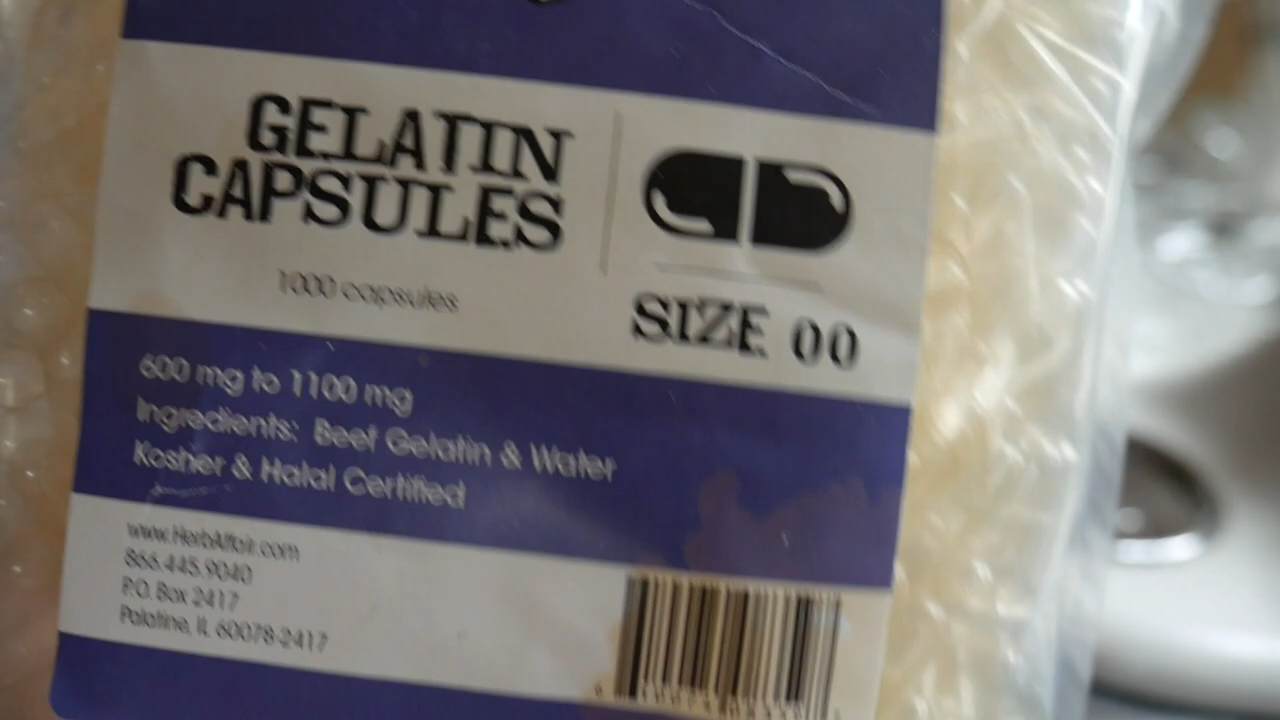 GELATIN
CAPSULES
1000 capsules
SIZE 00
600 mg to 1100 mg
Ingredients: Beef Gelatin & Water
Kosher & Halal Certified
www.HerbAffair.com
866.445.9040
P.O. Box 2417
Palatine, IL 60078-2417